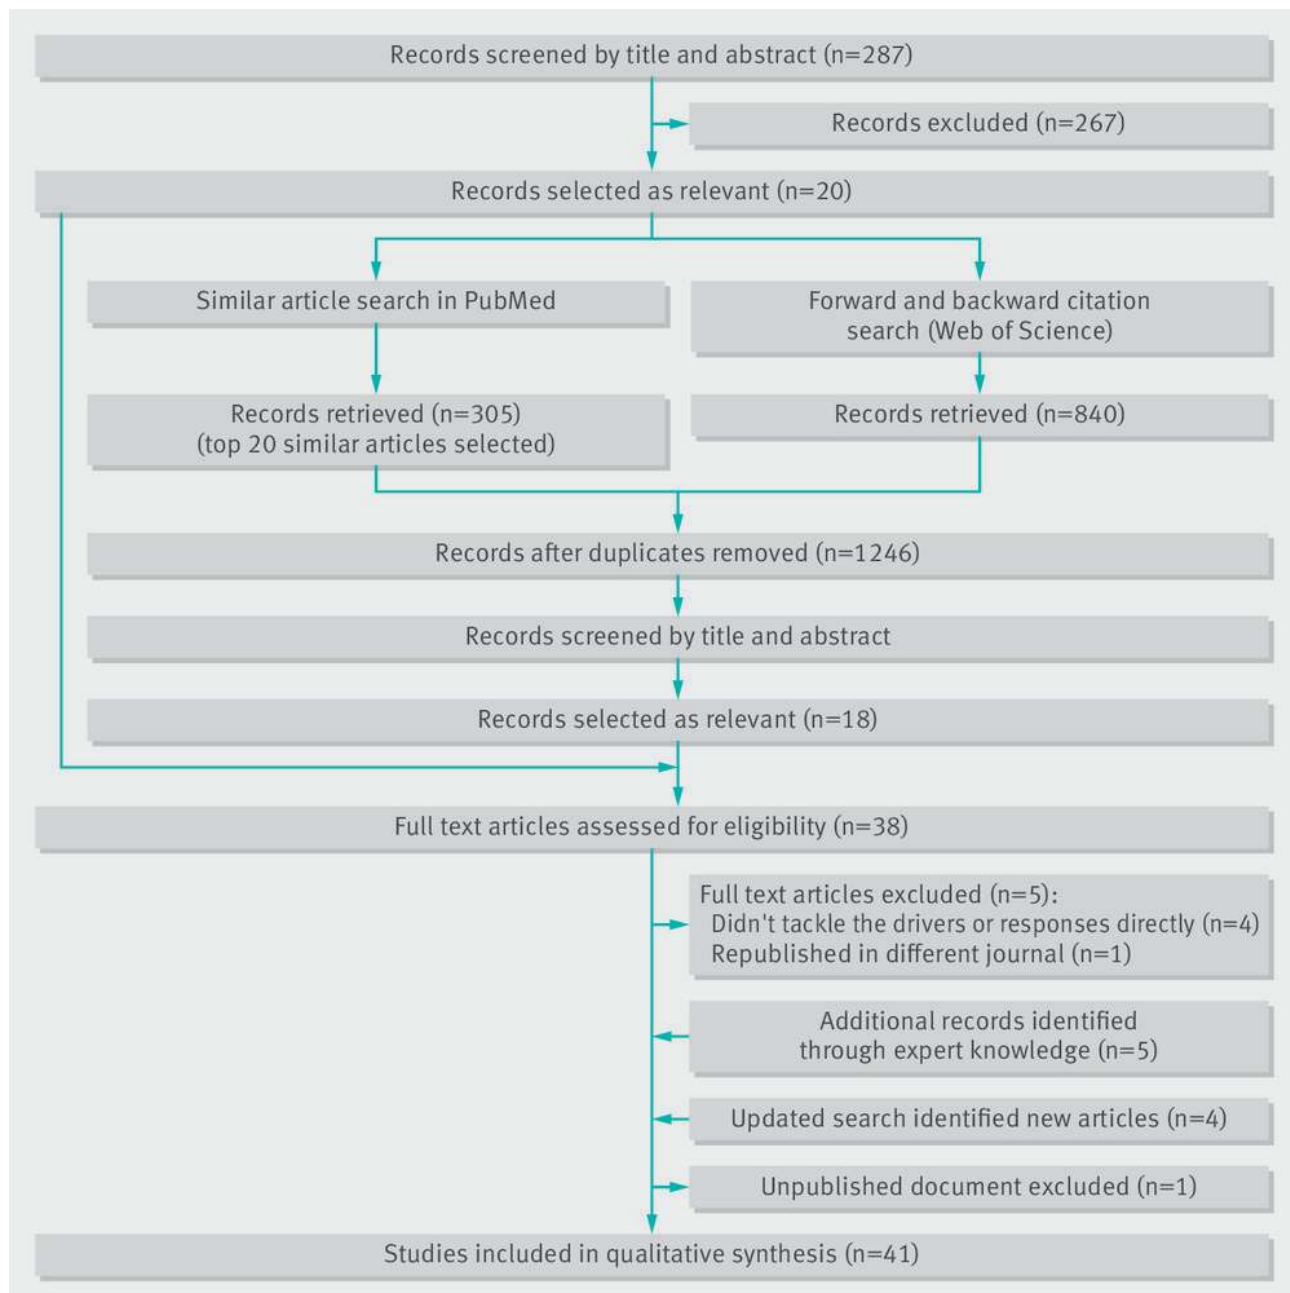 Records screened by title and abstract (n=287)
Records excluded (n=267)
Records selected as relevant (n=20)
Similar article search in PubMed
Forward and backward citation
search (Web of Science)
Records retrieved (n=305)
(top 20 similar articles selected)
Records retrieved (n=840)
Records after duplicates removed (n=1246)
Records screened by title and abstract
Records selected as relevant (n=18)
Full text articles assessed for eligibility (n=38)
Full text articles excluded (n=5):
Didn't tackle the drivers or responses directly (n=4)
Republished in different journal (n=1)
Additional records identified
through expert knowledge (n=5)
Updated search identified new articles (n=4)
Unpublished document excluded (n=1)
Studies included in qualitative synthesis (n=41)